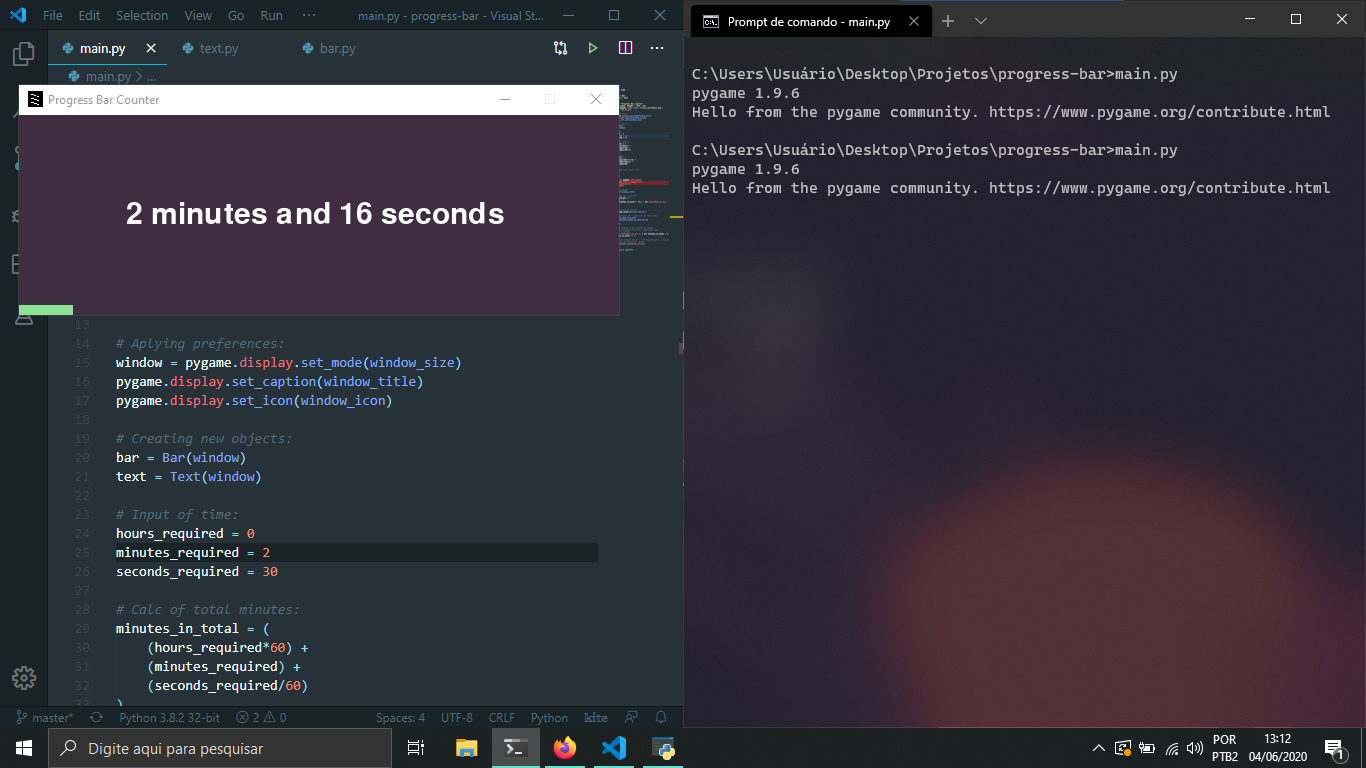 File Edit Selection View Go Run ··· main.py - progress-bar - Visual St...
main.py text.py bar.py
main.py > ...
Progress Bar Counter
2 minutes and 16 seconds
13
14 # Aplying preferences:
15 window = pygame.display.set_mode(window_size)
16 pygame.display.set_caption(window_title)
17 pygame.display.set_icon(window_icon)
18
19 # Creating new objects:
20 bar = Bar(window)
21 text = Text(window)
22
23 # Input of time:
24 hours_required = 0
25 minutes_required = 2
26 seconds_required = 30
27
28 # Calc of total minutes:
29 minutes_in_total = (
30 (hours_required*60) +
31 (minutes_required) +
32 (seconds_required/60)
33 )
master* Python 3.8.2 32-bit 2 0 Spaces: 4 UTF-8 CRLF Python kite
Prompt de comando - main.py
C:\Users\Usuário\Desktop\Projetos\progress-bar>main.py
pygame 1.9.6
Hello from the pygame community. https://www.pygame.org/contribute.html
C:\Users\Usuário\Desktop\Projetos\progress-bar>main.py
pygame 1.9.6
Hello from the pygame community. https://www.pygame.org/contribute.html
Digite aqui para pesquisar
POR
PTB2
13:12
04/06/2020
1